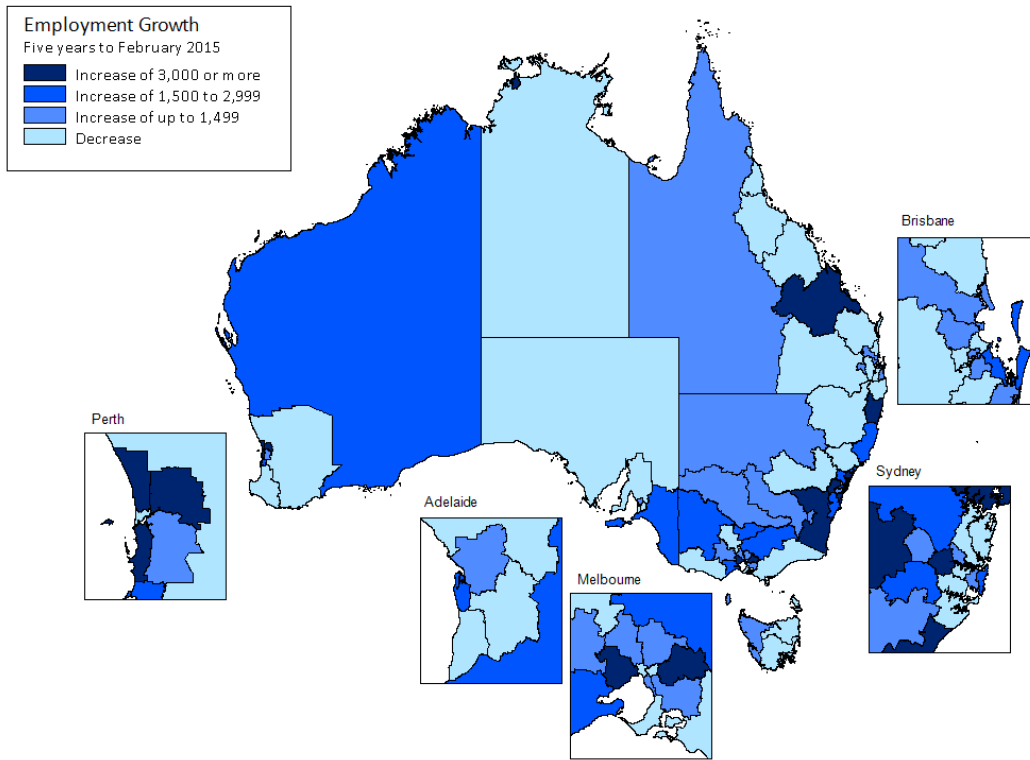 Employment Growth
Five years to February 2015
Increase of 3,000 or more
Increase of 1,500 to 2,999
Increase of up to 1,499
Decrease
Brisbane
Perth
Sydney
Adelaide
Melbourne